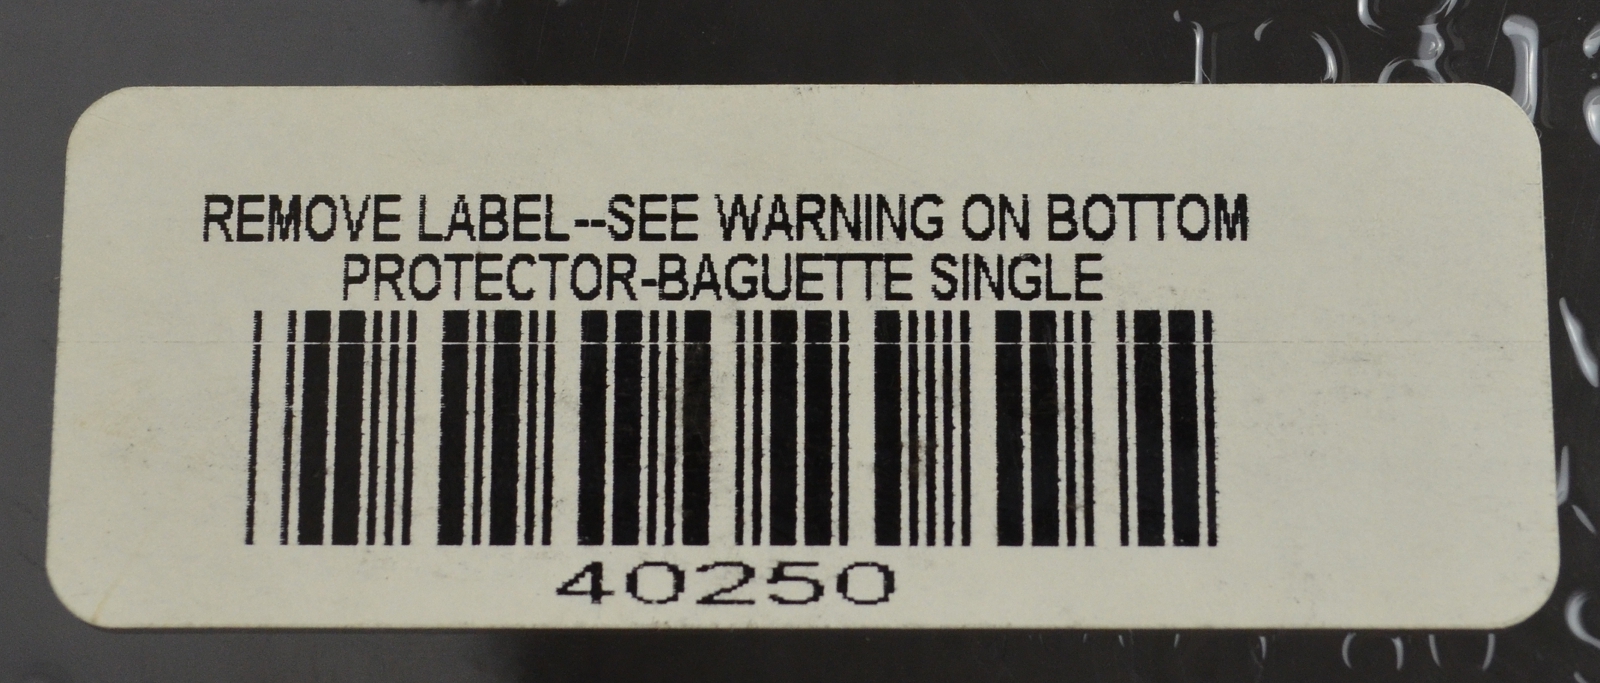 REMOVE LABEL--SEE WARNING ON BOTTOM
PROTECTOR-BAGUETTE SINGLE
40250